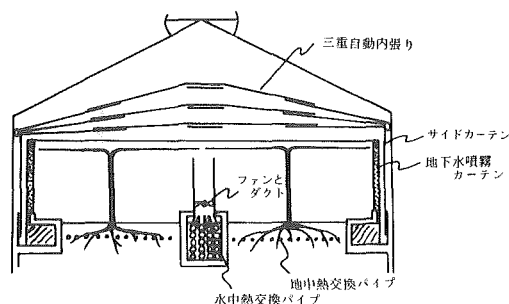 三重自動内張り
サイドカーテン
地下水噴霧
カーテン
ファンと
ダクト
地中熱交換パイプ
水中熱交換パイプ